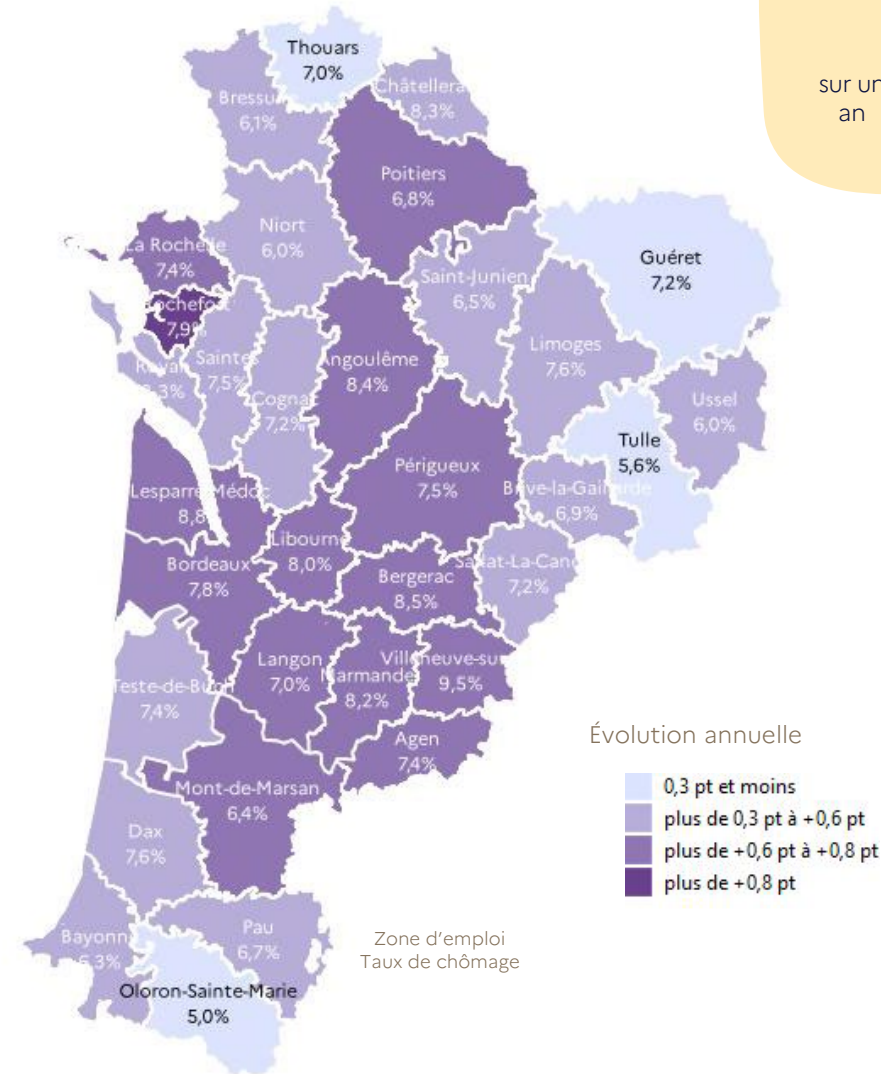 sur un
an
Thouars
7,0%
Châtellera
8,3%
Bressu
6,1%
Poitiers
6,8%
Niort
6,0%
La Rochelle
7,4%
Guéret
7,2%
Saint-Junien
6,5%
Rochefort
7,9%
Limoges
7,6%
Saintes
7,5%
Angoulême
8,4%
Cognac
7,2%
Ussel
6,0%
Tulle
5,6%
Périgueux
7,5%
Brive-la-Gaillarde
6,9%
Lesparre-Médoc
8,8
Libourne
8,0%
Bordeaux
7,8%
Bergerac
8,5%
Sarlat-La-Can
7,2%
Langon
7,0%
Marmande
8,2%
Villeneuve-sur
9,5%
Teste-de-Buch
7,4%
Agen
7,4%
Mont-de-Marsan
6,4%
Dax
7,6%
Bayonn
6,3%
Pau
6,7%
Oloron-Sainte-Marie
5,0%
Évolution annuelle
0,3 pt et moins
plus de 0,3 pt à +0,6 pt
plus de +0,6 pt à +0,8 pt
plus de +0,8 pt
Zone d'emploi
Taux de chômage